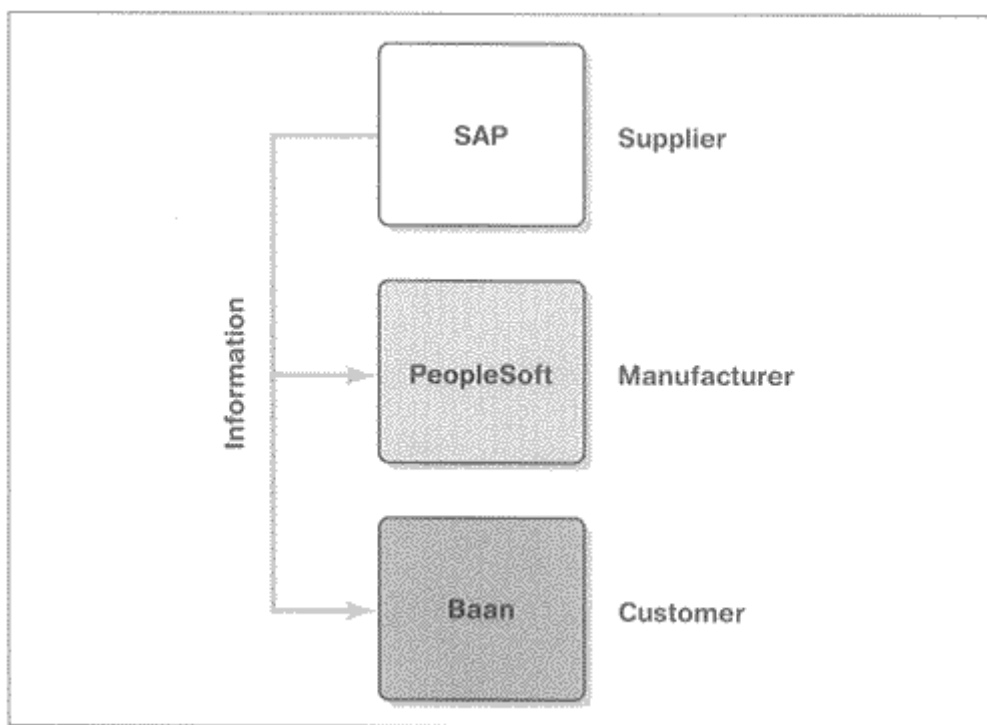 SAP
Supplier
Information
PeopleSoft
Manufacturer
Baan
Customer